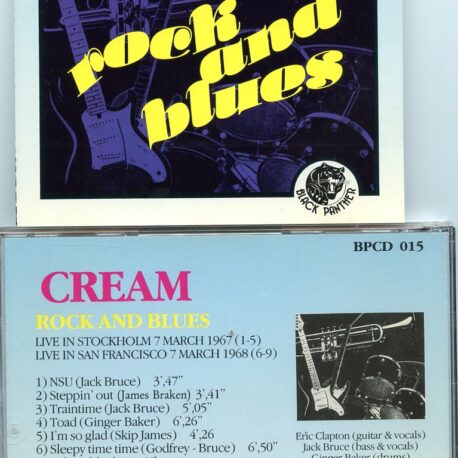 rock and
blues
BLACK PANTHER
BPCD 015
CREAM
ROCK AND BLUES
LIVE IN STOCKHOLM 7 MARCH 1967 (1-5)
LIVE IN SAN FRANCISCO 7 MARCH 1968 (6-9)
1) NSU (Jack Bruce) 3',47"
2) Steppin' out (James Braken) 3',41"
3) Traintime (Jack Bruce) 5',05"
4) Toad (Ginger Baker) 6',26"
5) I'm so glad (Skip James) 4',26
6) Sleepy time time (Godfrey - Bruce) 6',50"
Eric Clapton (guitar & vocals)
Jack Bruce (bass & vocals)
Ginger Baker (drums)